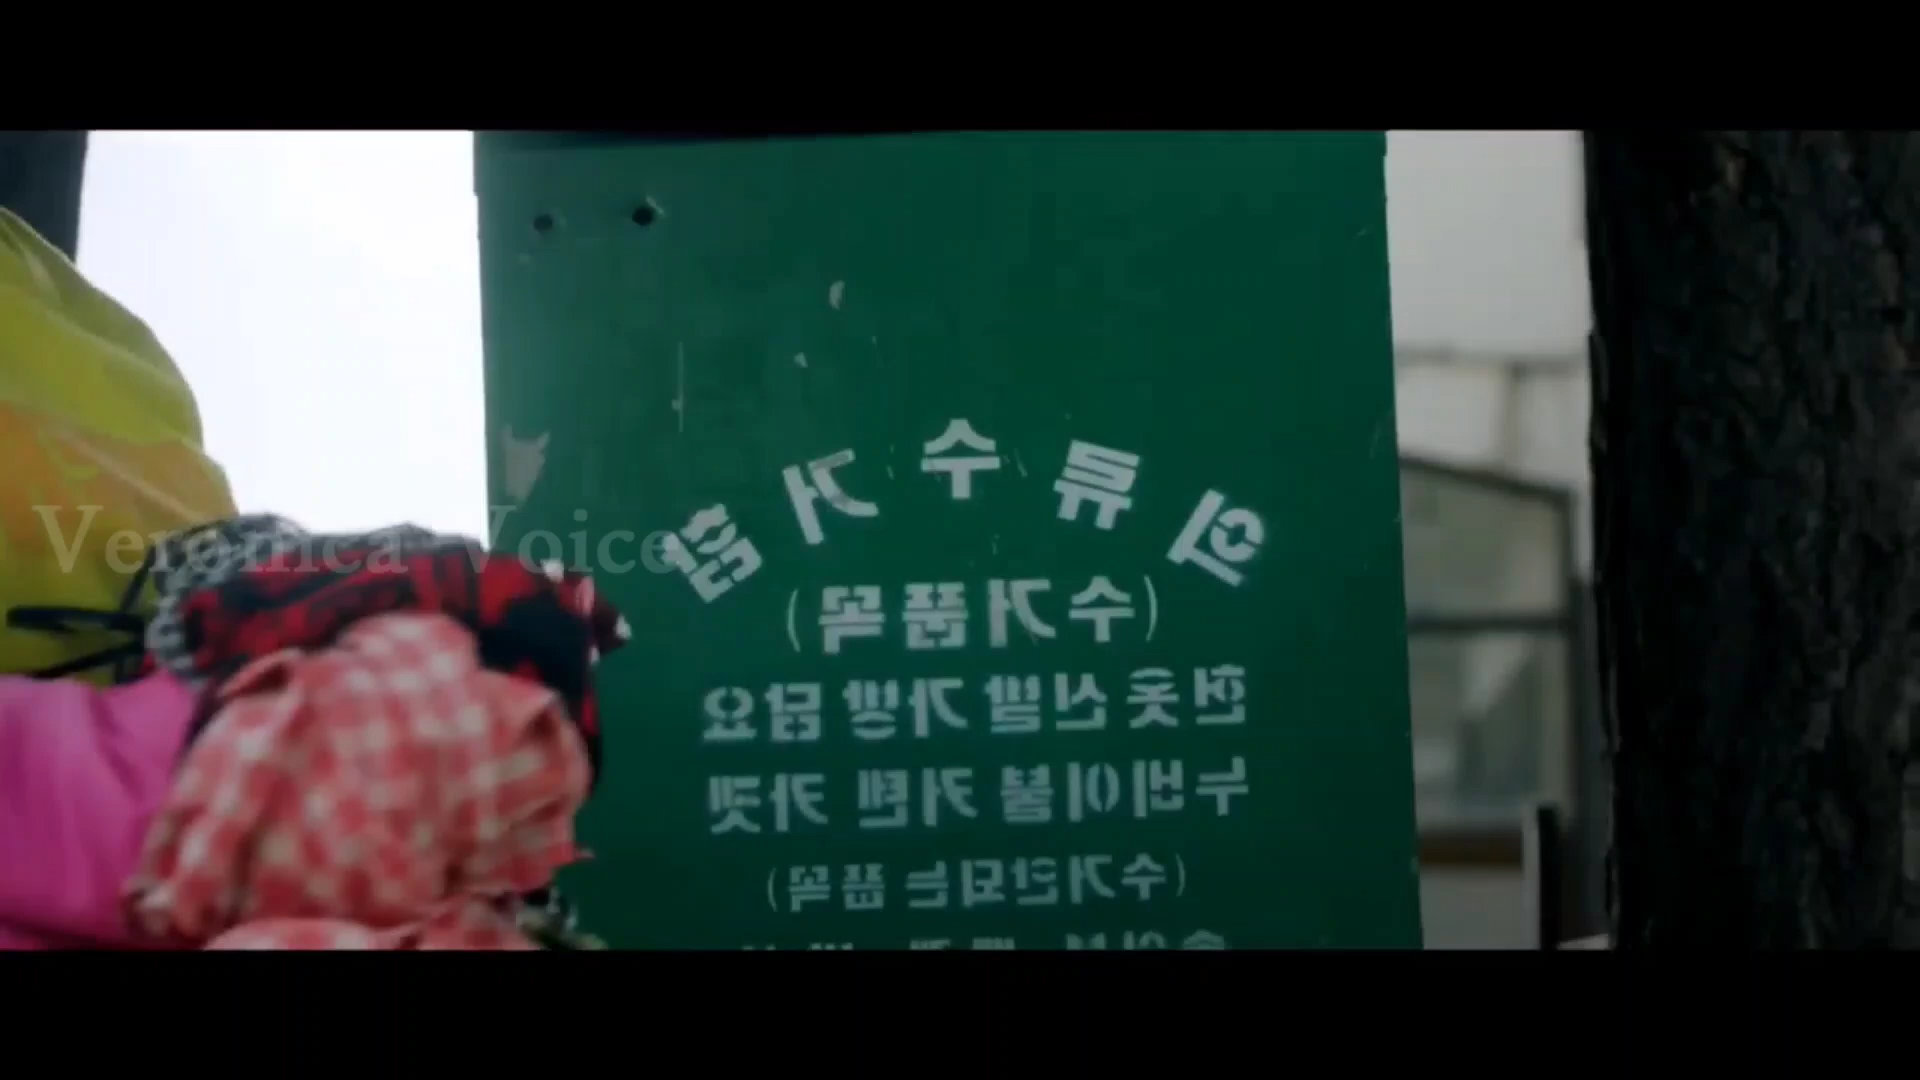 의류수거함
(수거품목)
헌옷신발가방담요
누비이불커텐카펫
(수거안되는품목)
Veronica Voice